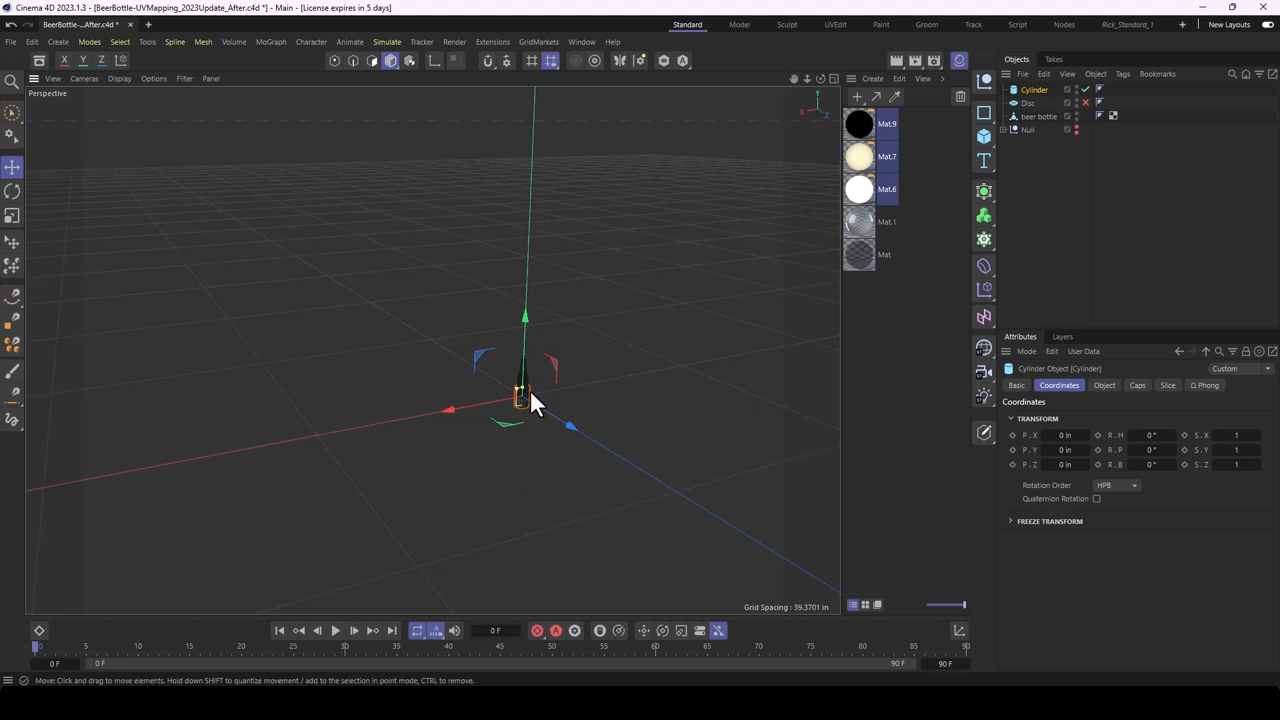 Cinema 4D 2023.1.3 - [BeerBottle-UVMapping_2023Update_After.c4d *] - Main - [License expires in 5 days]
BeerBottle-...After.c4d *
Standard
Model
Sculpt
UVEdit
Paint
Groom
Track
Script
Nodes
Rick_Standard_1
New Layouts
File
Edit
Create
Modes
Select
Tools
Spline
Mesh
Volume
MoGraph
Character
Animate
Simulate
Tracker
Render
Extensions
GridMarkets
Window
Help
X
Y
Z
View
Cameras
Display
Options
Filter
Panel
Perspective
Y
X
Z
Grid Spacing : 39.3701 in
Create
Edit
View
Mat.9
Mat.7
Mat.6
Mat.1
Mat
Objects
Takes
File
Edit
View
Object
Tags
Bookmarks
Cylinder
Disc
beer bottle
Null
Attributes
Layers
Mode
Edit
User Data
Cylinder Object [Cylinder]
Custom
Basic
Coordinates
Object
Caps
Slice
Phong
Coordinates
TRANSFORM
P . X 0 in R . H 0 ° S . X 1
P . Y 0 in R . P 0 ° S . Y 1
P . Z 0 in R . B 0 ° S . Z 1
Rotation Order HPB
Quaternion Rotation
FREEZE TRANSFORM
0 F
0 5 10 15 20 25 30 35 40 45 50 55 60 65 70 75 80 85 90
0 F
0 F
90 F
90 F
Move: Click and drag to move elements. Hold down SHIFT to quantize movement / add to the selection in point mode, CTRL to remove.